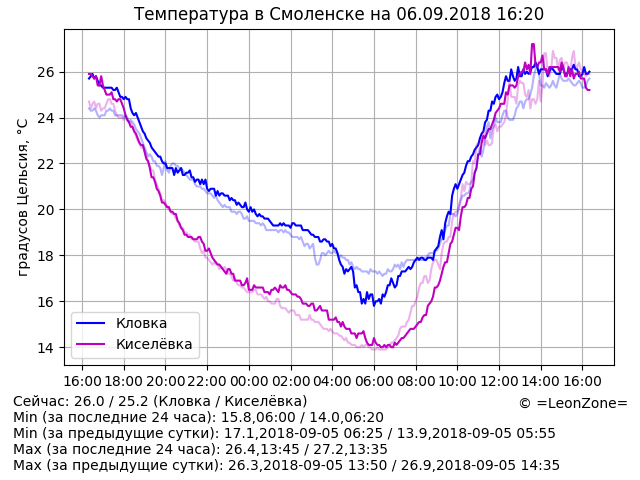 Температура в Смоленске на 06.09.2018 16:20
градусов Цельсия, °C
26
24
22
20
18
16
14
Кловка
Киселёвка
16:00 18:00 20:00 22:00 00:00 02:00 04:00 06:00 08:00 10:00 12:00 14:00 16:00
Сейчас: 26.0 / 25.2 (Кловка / Киселёвка)
© =LeonZone=
Min (за последние 24 часа): 15.8,06:00 / 14.0,06:20
Min (за предыдущие сутки): 17.1,2018-09-05 06:25 / 13.9,2018-09-05 05:55
Max (за последние 24 часа): 26.4,13:45 / 27.2,13:35
Max (за предыдущие сутки): 26.3,2018-09-05 13:50 / 26.9,2018-09-05 14:35